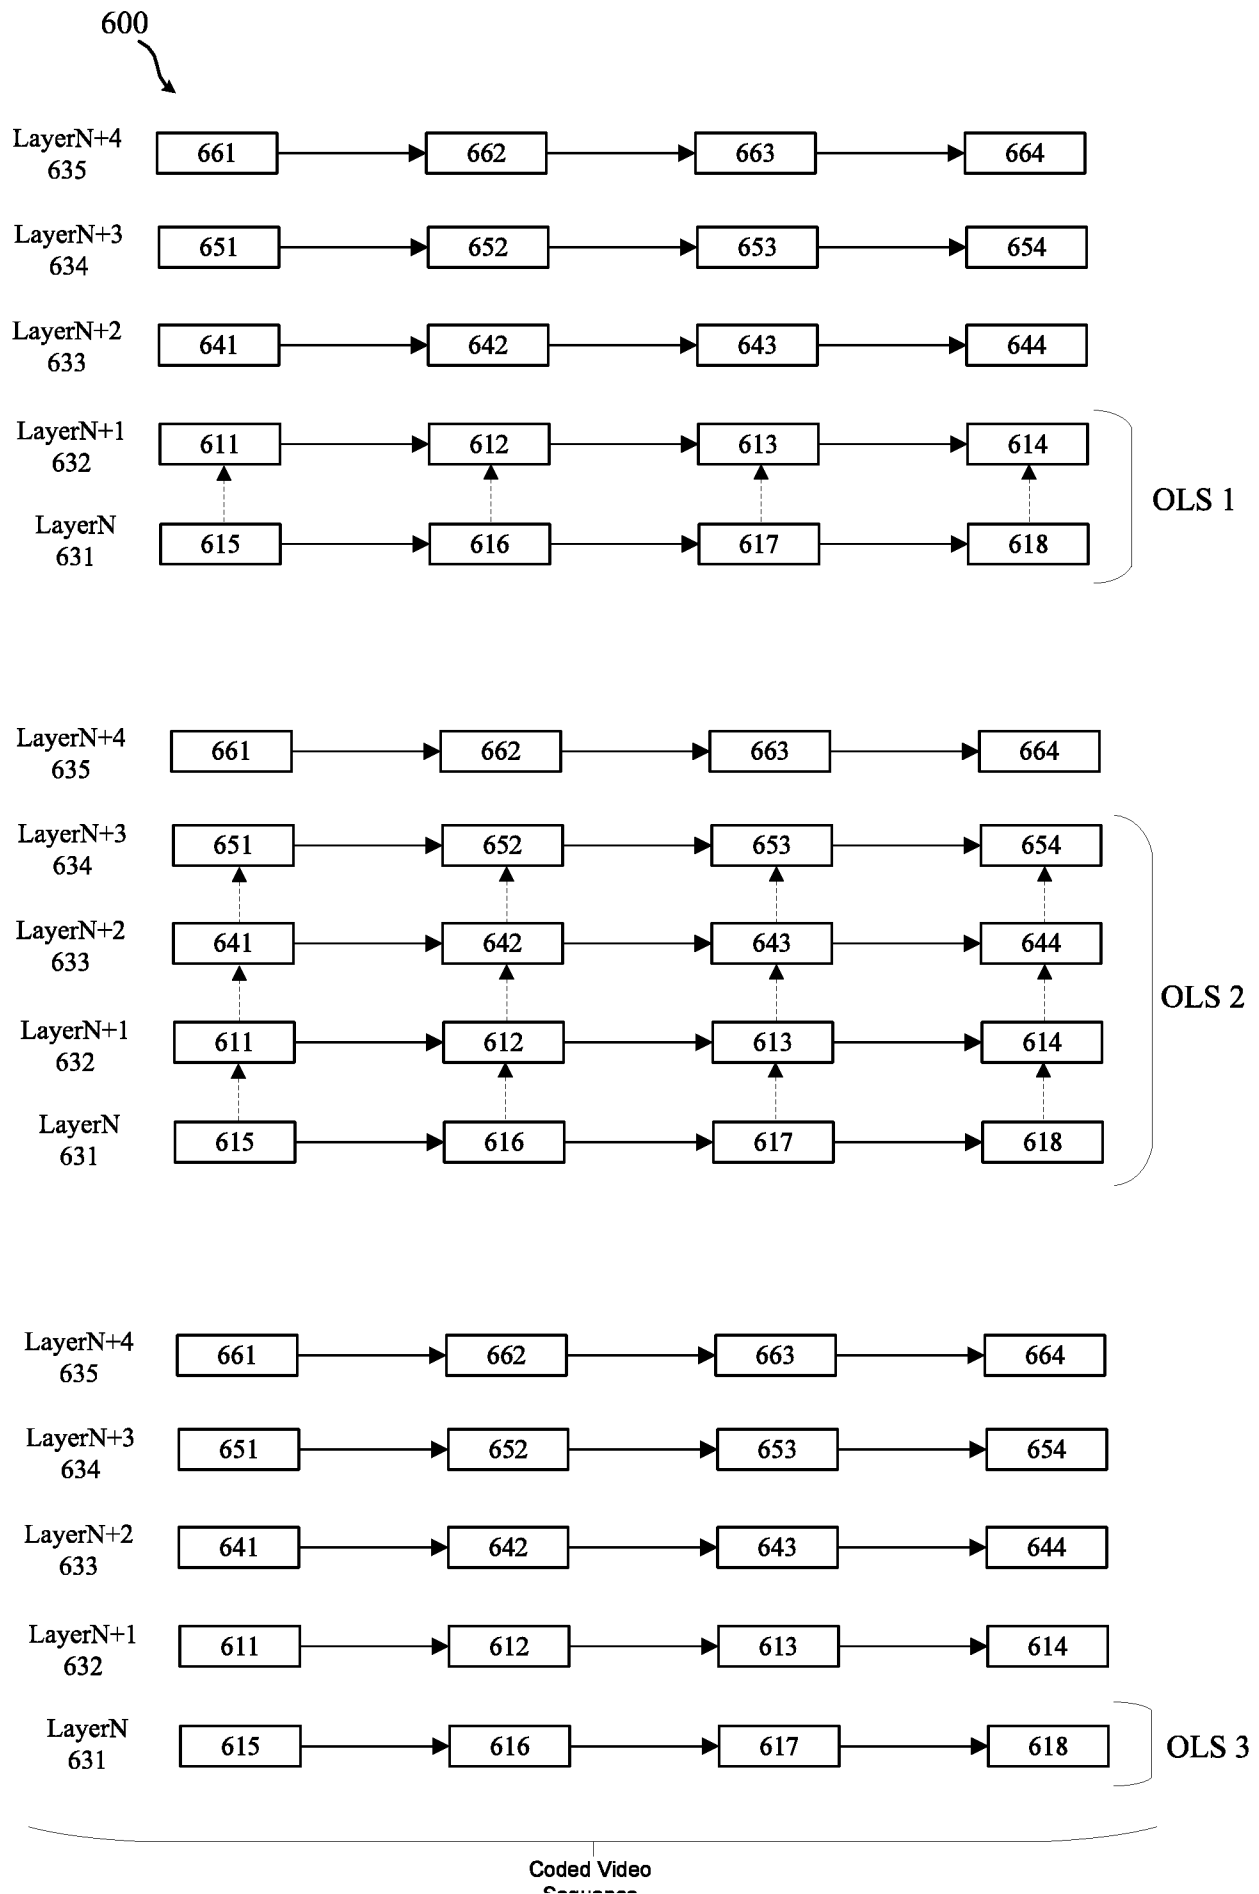 600
LayerN+4
635
661 662 663 664
LayerN+3
634
651 652 653 654
LayerN+2
633
641 642 643 644
LayerN+1
632
611 612 613 614
LayerN
631
615 616 617 618
OLS 1
LayerN+4
635
661 662 663 664
LayerN+3
634
651 652 653 654
LayerN+2
633
641 642 643 644
LayerN+1
632
611 612 613 614
LayerN
631
615 616 617 618
OLS 2
LayerN+4
635
661 662 663 664
LayerN+3
634
651 652 653 654
LayerN+2
633
641 642 643 644
LayerN+1
632
611 612 613 614
LayerN
631
615 616 617 618
OLS 3
Coded Video
Sequence